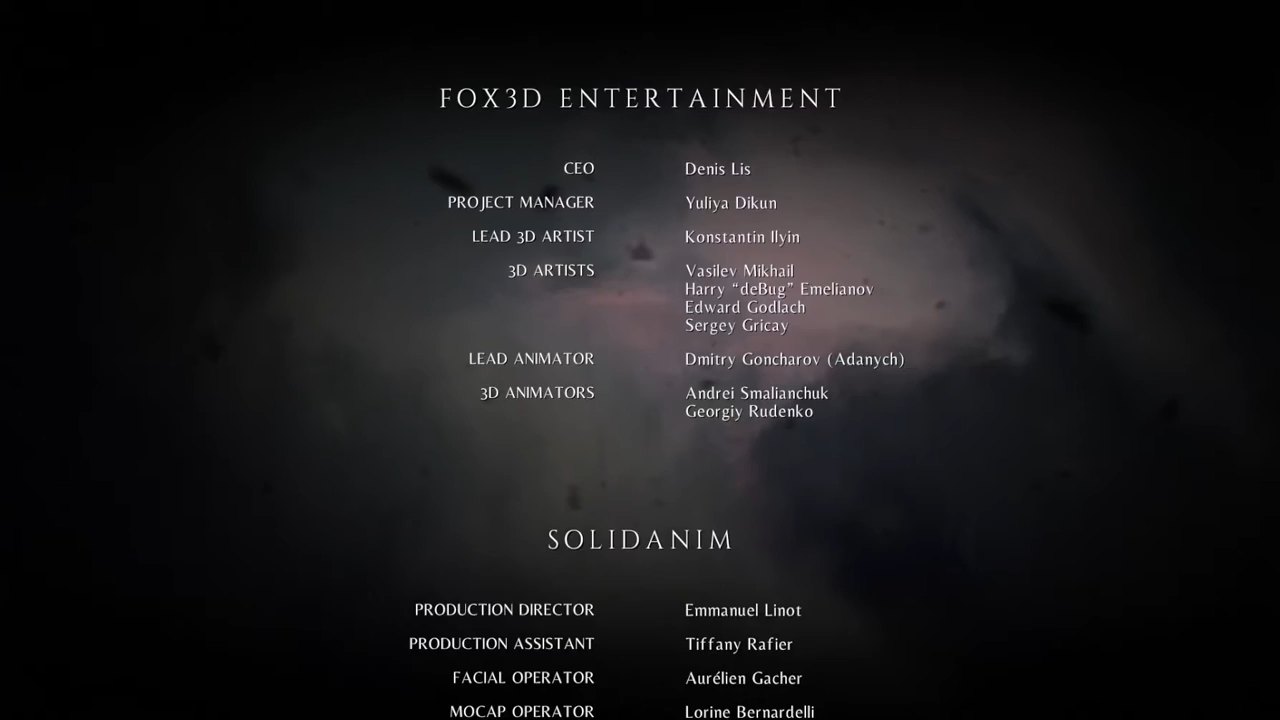 FOX3D ENTERTAINMENT
CEO Denis Lis
PROJECT MANAGER Yuliya Dikun
LEAD 3D ARTIST Konstantin Ilyin
3D ARTISTS Vasilev Mikhail
Harry “deBug” Emelianov
Edward Godlach
Sergey Gricay
LEAD ANIMATOR Dmitry Goncharov (Adanych)
3D ANIMATORS Andrei Smalianchuk
Georgiy Rudenko
SOLIDANIM
PRODUCTION DIRECTOR Emmanuel Linot
PRODUCTION ASSISTANT Tiffany Rafier
FACIAL OPERATOR Aurélien Gacher
MOCAP OPERATOR Lorine Bernardelli